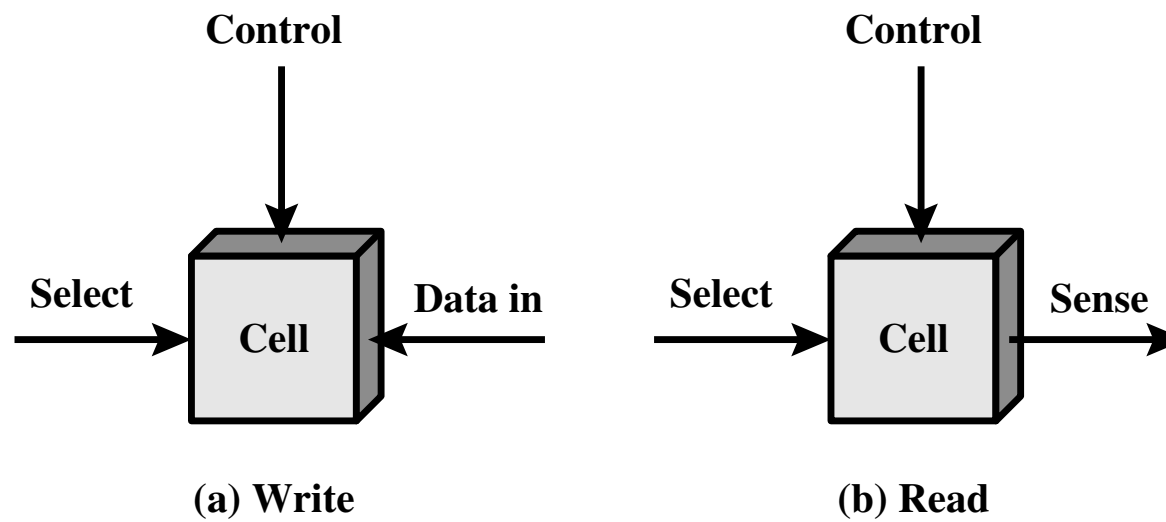 Control
Select
Cell
Data in
(a) Write
Control
Select
Cell
Sense
(b) Read